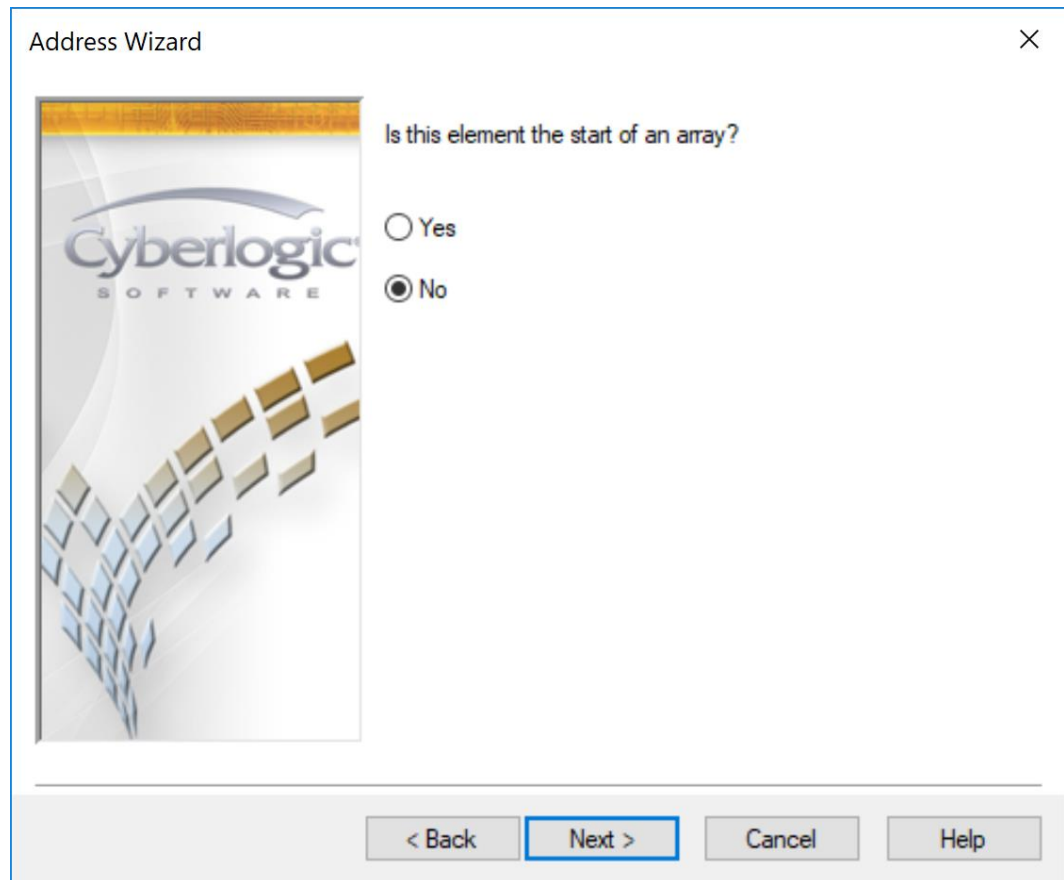 Address Wizard
Cyberlogic
SOFTWARE
Is this element the start of an array?
Yes
No
< Back
Next >
Cancel
Help